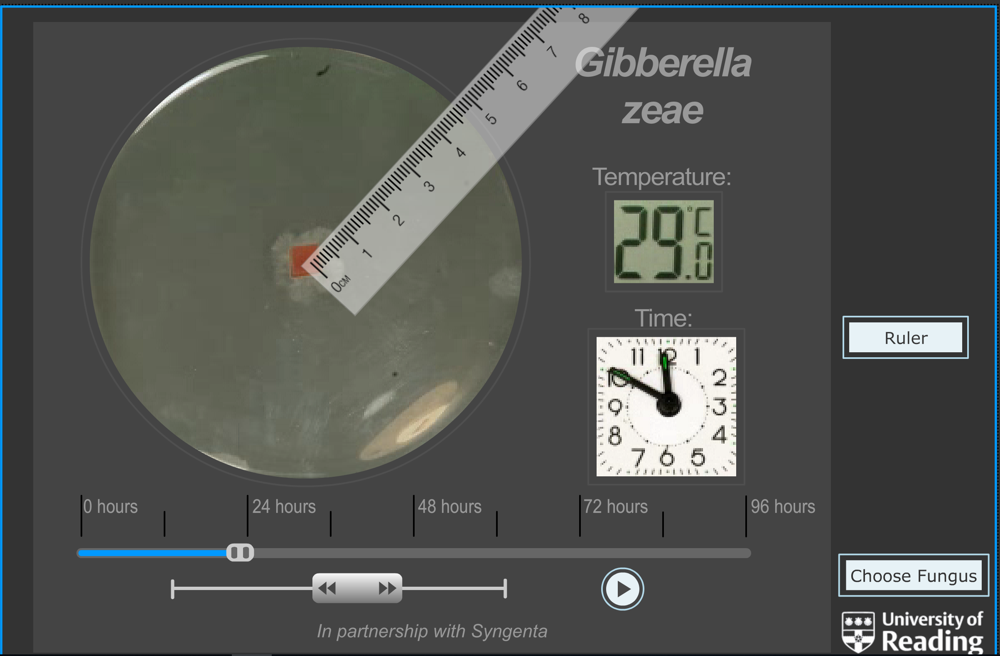 8
7
6
5
4
3
2
1
0CM
Gibberella
zeae
Temperature:
29.0 °C
Time:
11 12 1
10 2
9 3
8 4
7 6 5
Ruler
0 hours
24 hours
48 hours
72 hours
96 hours
Choose Fungus
In partnership with Syngenta
University of
Reading